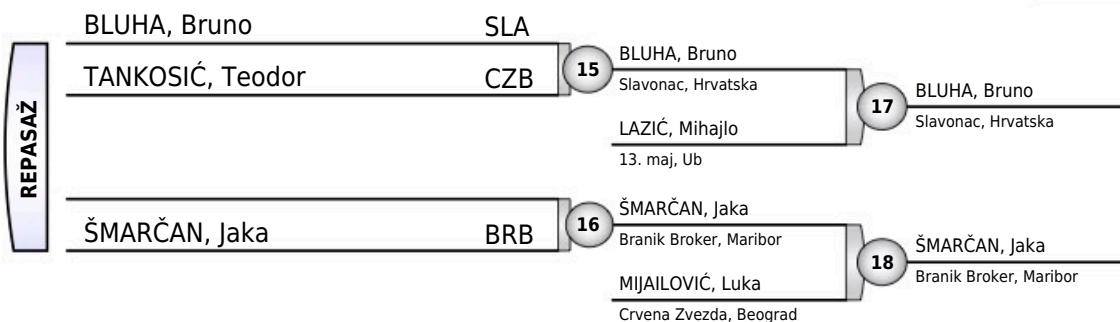 REPASAŽ
BLUHA, Bruno SLA
TANKOSIĆ, Teodor CZB
15
BLUHA, Bruno
Slavonac, Hrvatska
LAZIĆ, Mihajlo
13. maj, Ub
17
BLUHA, Bruno
Slavonac, Hrvatska
ŠMARČAN, Jaka BRB
16
ŠMARČAN, Jaka
Branik Broker, Maribor
MIJAILOVIĆ, Luka
Crvena Zvezda, Beograd
18
ŠMARČAN, Jaka
Branik Broker, Maribor